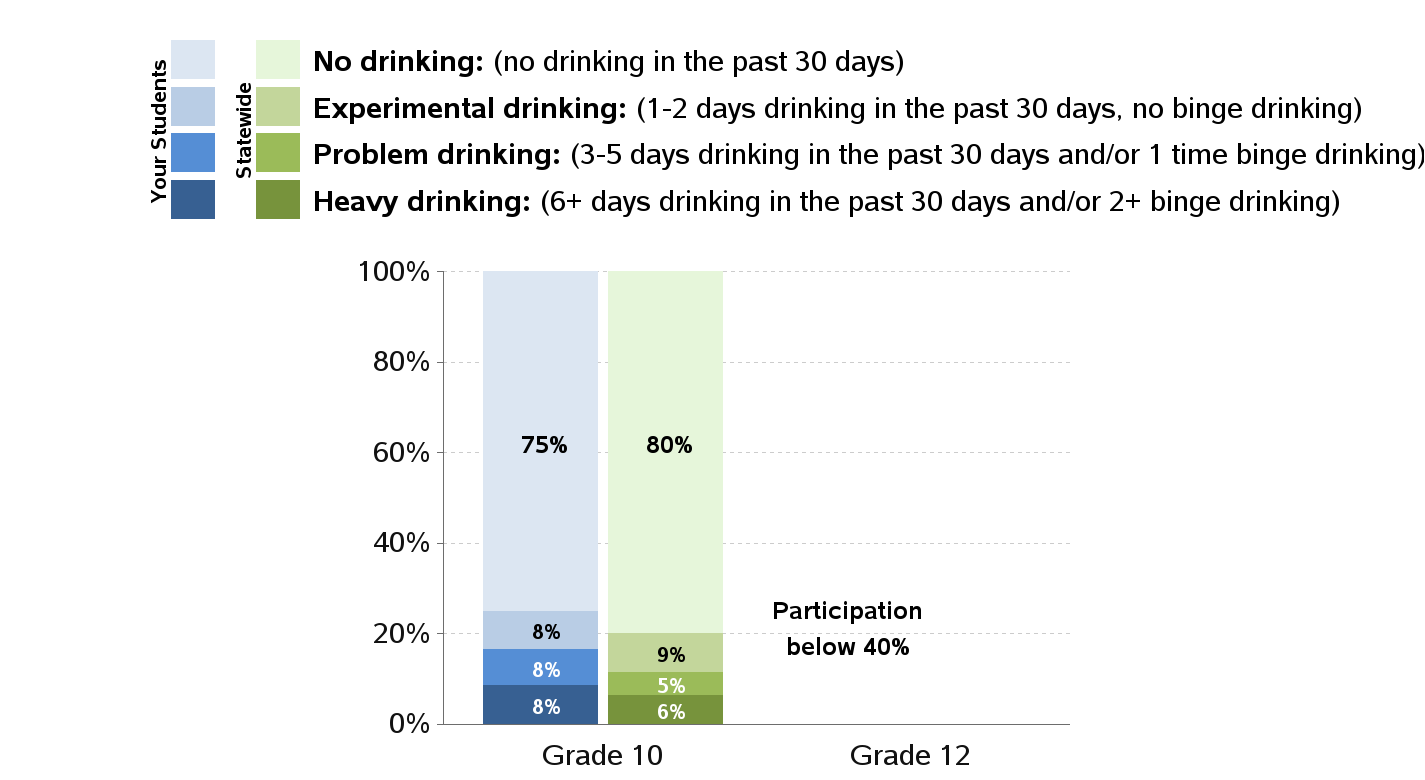 Your Students
Statewide
No drinking: (no drinking in the past 30 days)
Experimental drinking: (1-2 days drinking in the past 30 days, no binge drinking)
Problem drinking: (3-5 days drinking in the past 30 days and/or 1 time binge drinking)
Heavy drinking: (6+ days drinking in the past 30 days and/or 2+ binge drinking)
100%
80%
60%
40%
20%
0%
75%
8%
8%
8%
80%
9%
5%
6%
Participation
below 40%
Grade 10
Grade 12